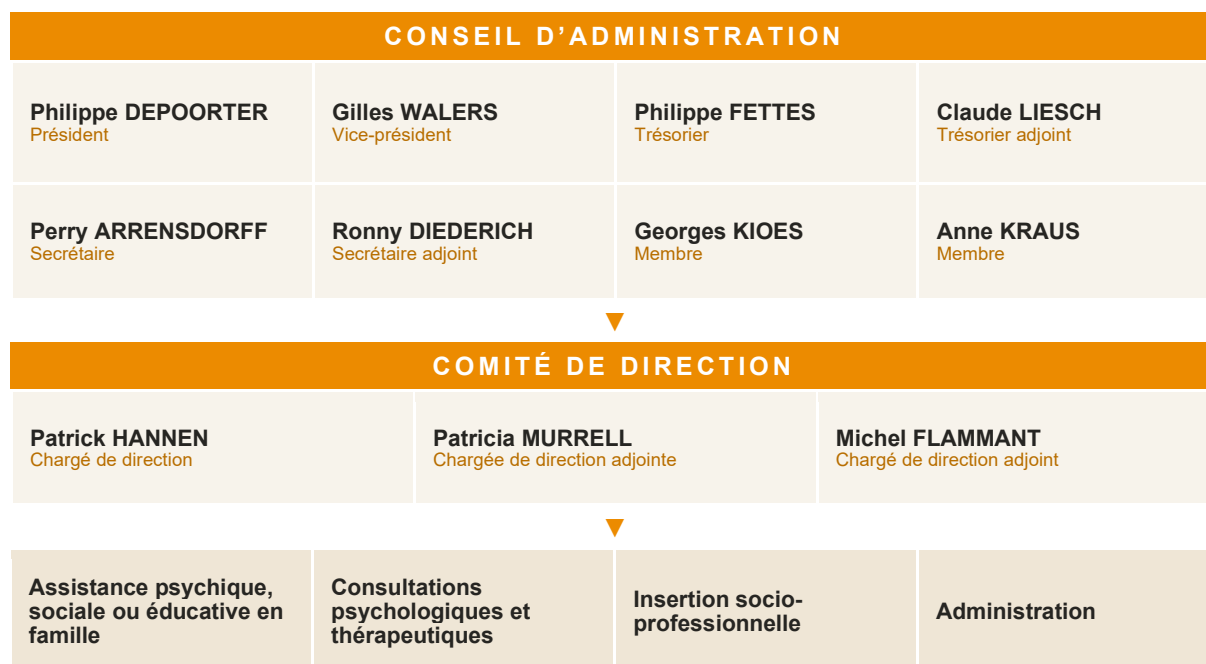 CONSEIL D’ADMINISTRATION
Philippe DEPOORTER
Président
Gilles WALERS
Vice-président
Philippe FETTES
Trésorier
Claude LIESCH
Trésorier adjoint
Perry ARRENSDORFF
Secrétaire
Ronny DIEDERICH
Secrétaire adjoint
Georges KIOES
Membre
Anne KRAUS
Membre
COMITÉ DE DIRECTION
Patrick HANNEN
Chargé de direction
Patricia MURRELL
Chargée de direction adjointe
Michel FLAMMANT
Chargé de direction adjoint
Assistance psychique,
sociale ou éducative en
famille
Consultations
psychologiques et
thérapeutiques
Insertion socio-
professionnelle
Administration